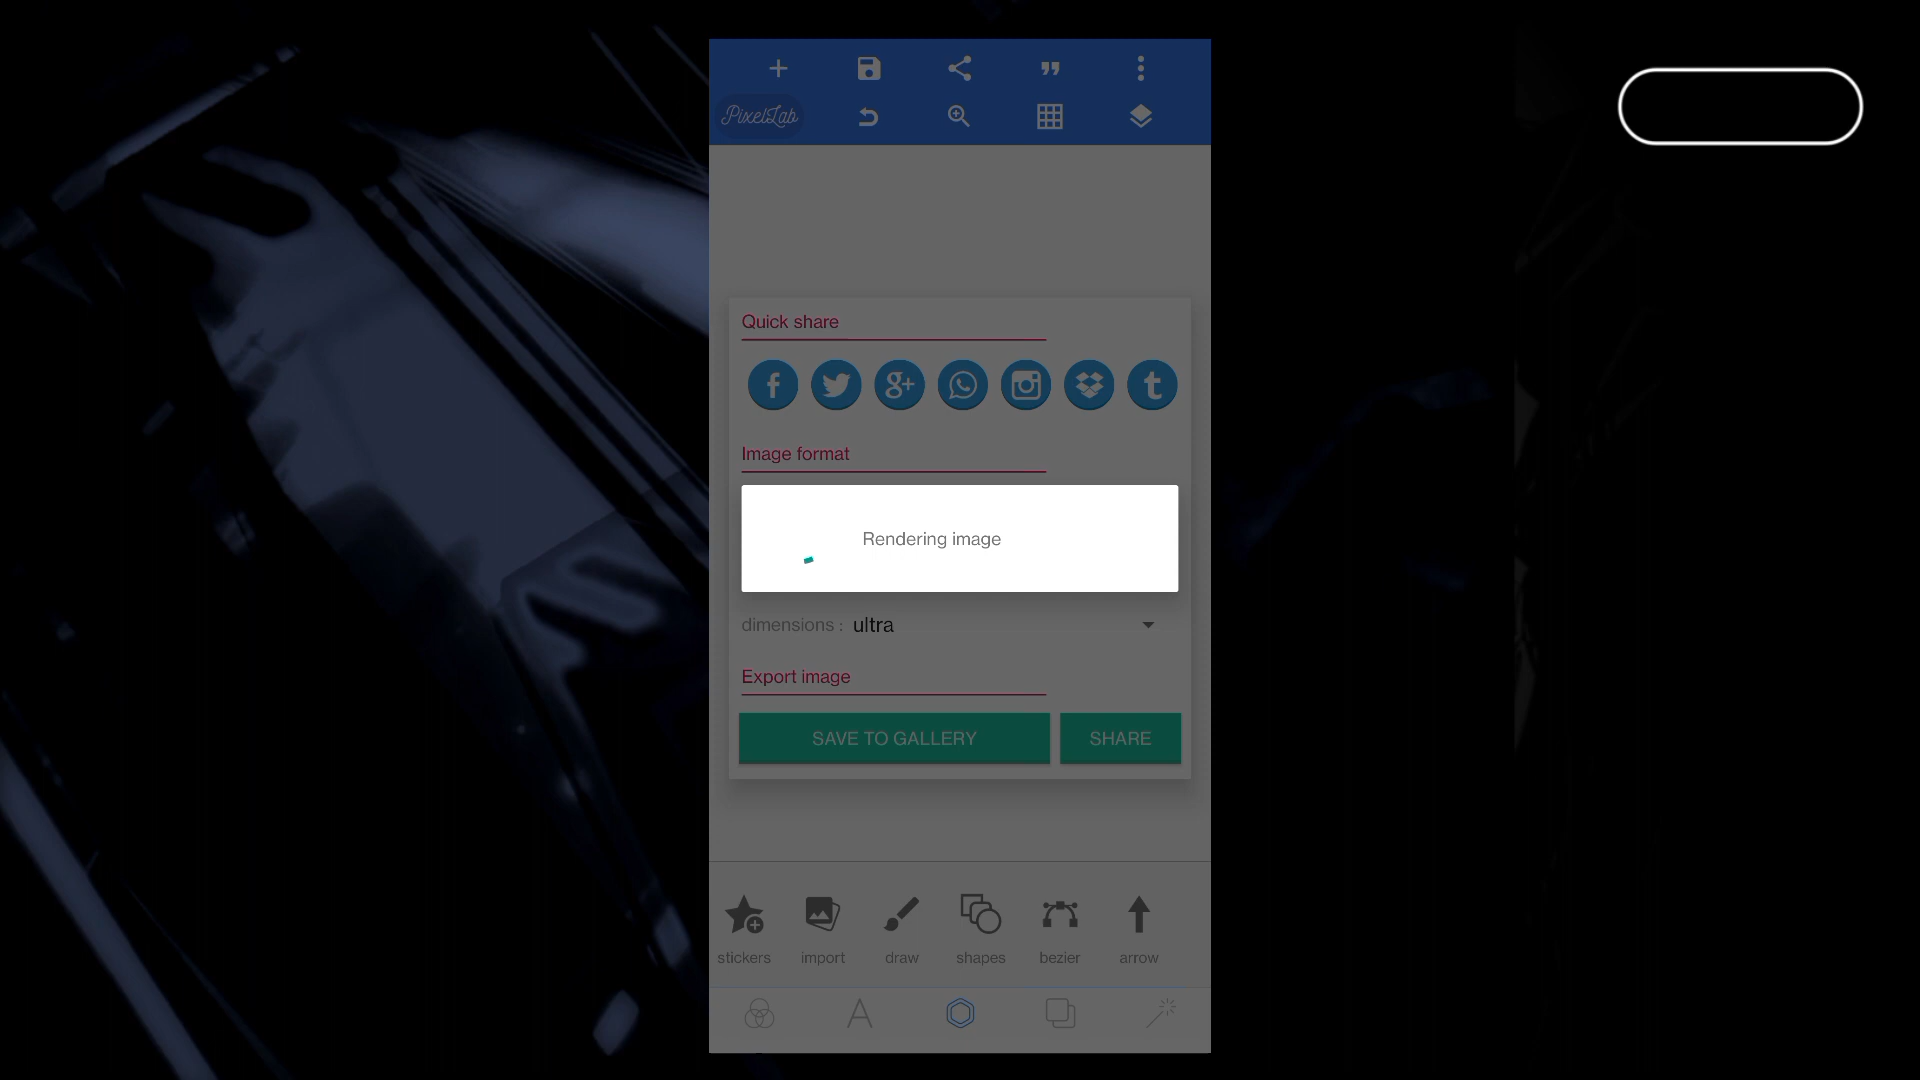 PixelLab
Quick share
Image format
Rendering image
dimensions : ultra
Export image
SAVE TO GALLERY SHARE
stickers import draw shapes bezier arrow